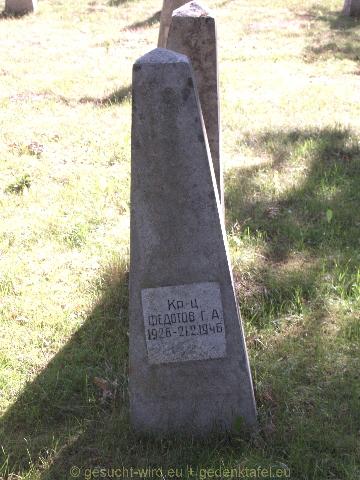 Кр-ц
ФЕДОТОВ Г. А
1926-21.2.1946
© gesucht-wird.eu + gedenktafel.eu